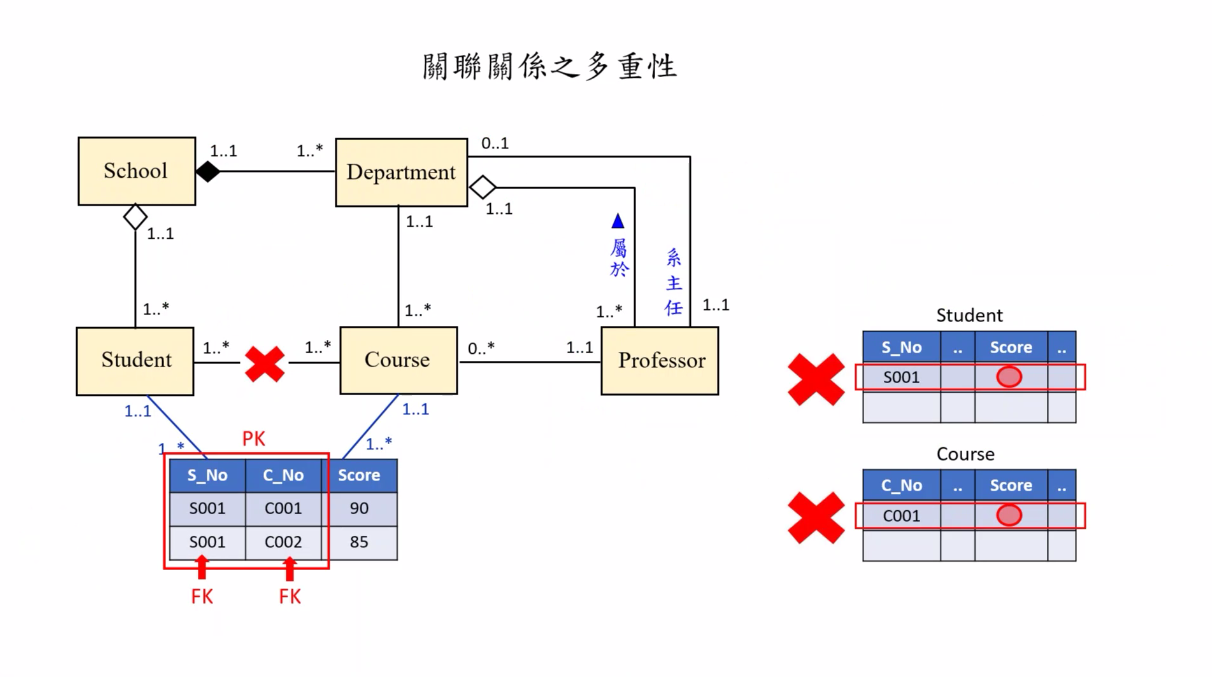 關聯關係之多重性
School
1..1
1..*
Department
0..1
1..1
1..1
1..1
▲屬於
系主任
1..*
1..*
1..*
1..1
Student
1..*
1..*
Course
0..*
1..1
Professor
1..1
1..*
1..1
1..*
PK
S_No C_No Score
S001 C001 90
S001 C002 85
FK FK
Student
S_No .. Score ..
S001
Course
C_No .. Score ..
C001